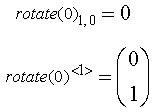 rotate(0)₁,₀ = 0
rotate(0)^<1> = (0
1)